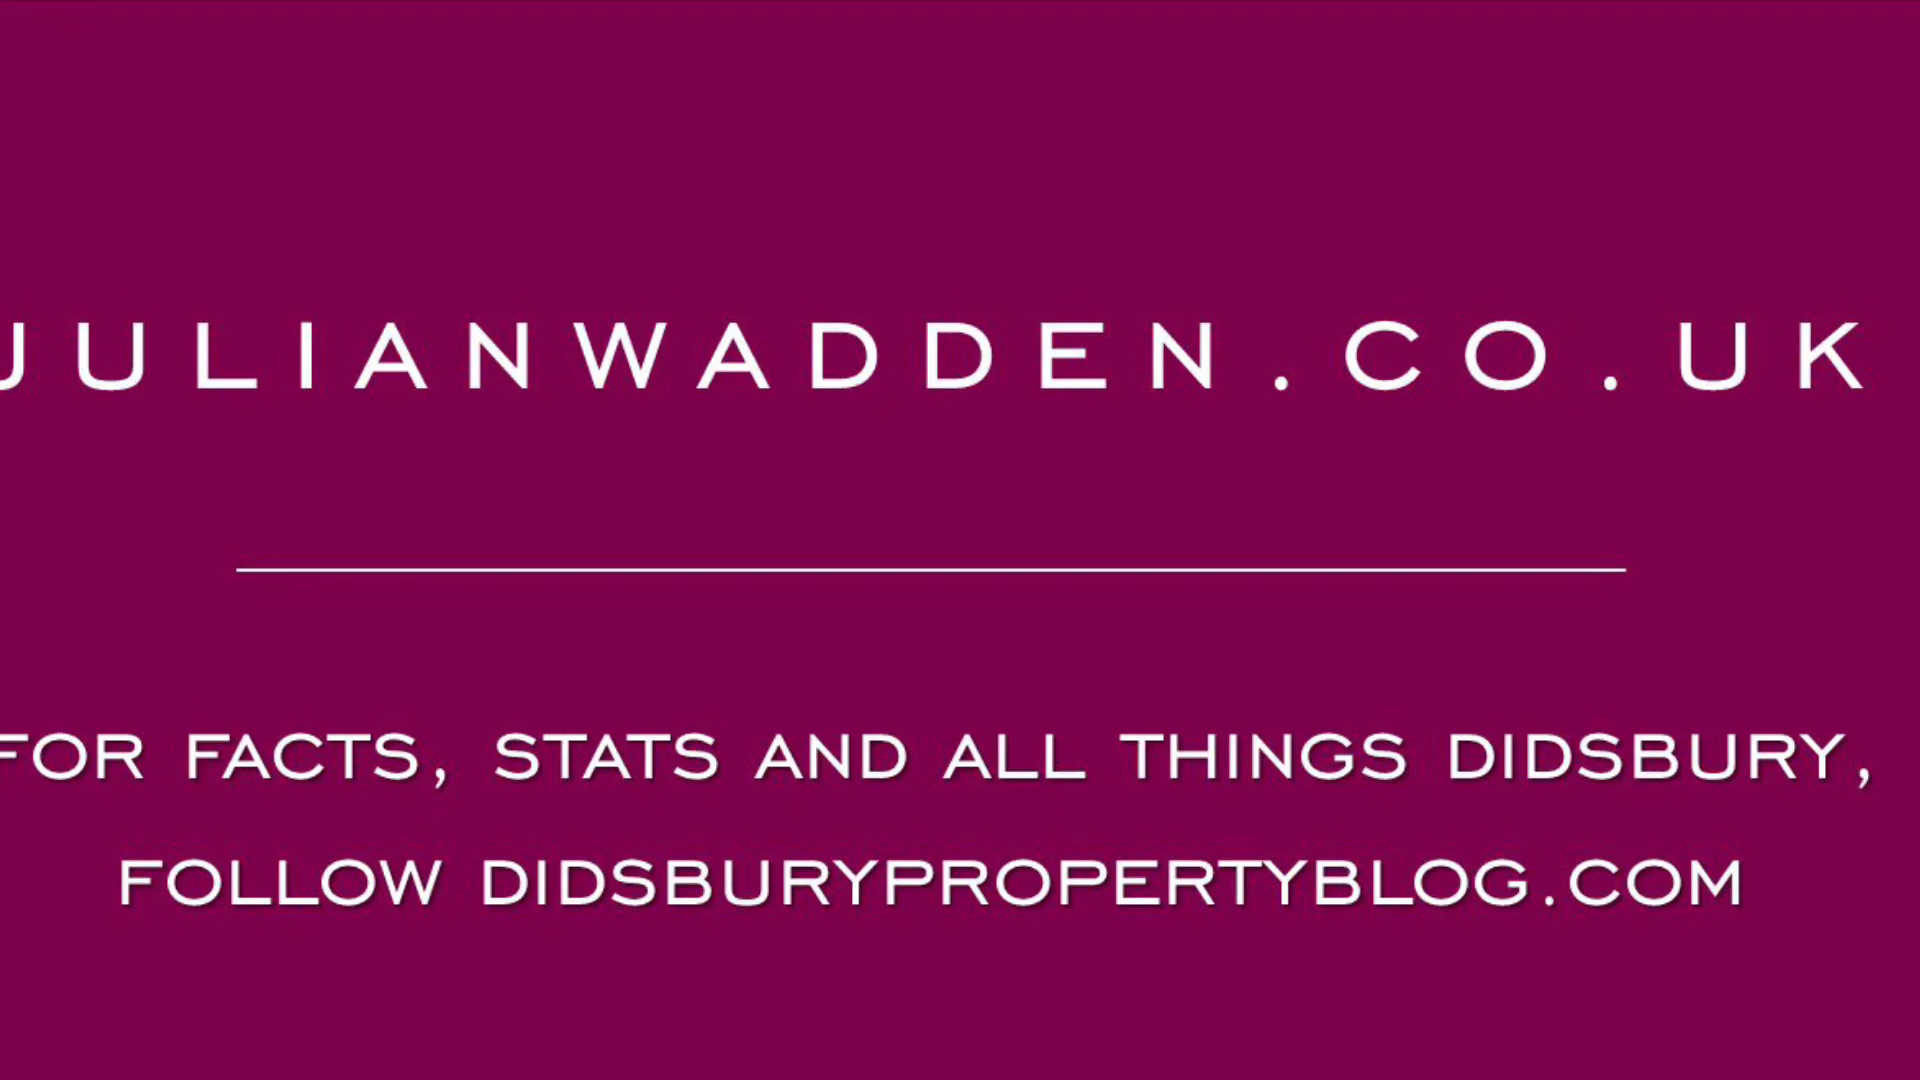 JULIANWADDEN.CO.UK
FOR FACTS, STATS AND ALL THINGS DIDSBURY,
FOLLOW DIDSBURYPROPERTYBLOG.COM